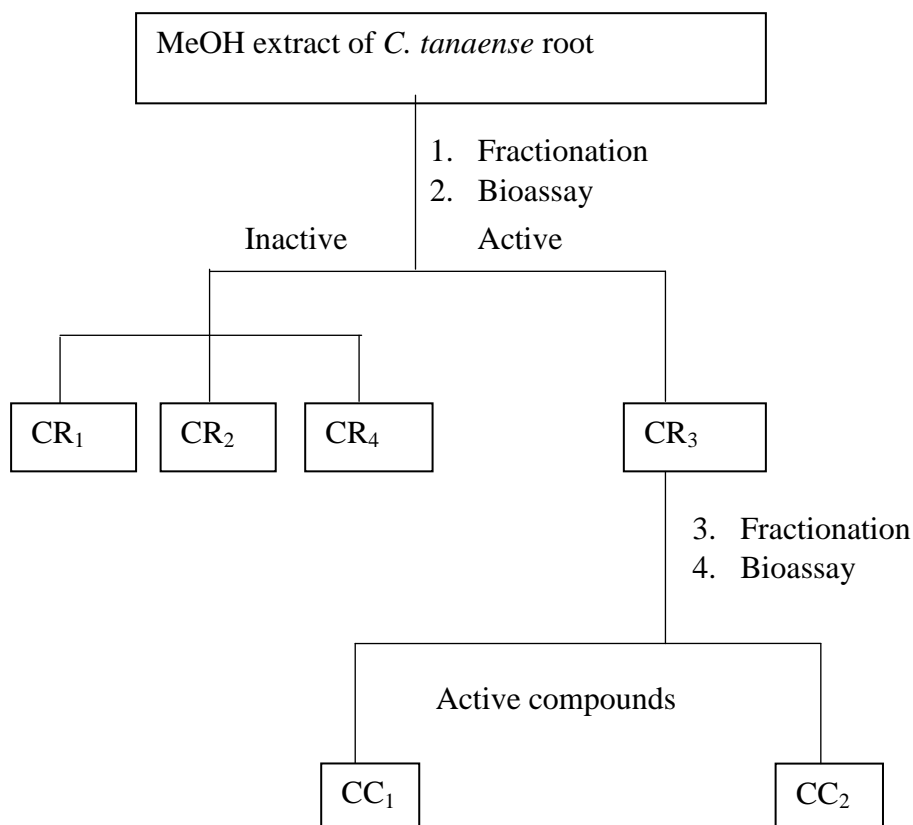 MeOH extract of C. tanaense root
1. Fractionation
2. Bioassay
Inactive Active
CR₁ CR₂ CR₄ CR₃
3. Fractionation
4. Bioassay
Active compounds
CC₁ CC₂